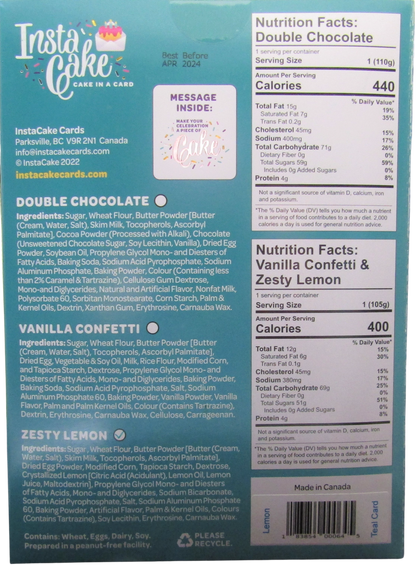 Insta
Cake
CAKE IN A CARD
Best Before
APR 2024
MESSAGE
INSIDE:
MAKE YOUR
CELEBRATION
A PIECE OF
Cake
InstaCake Cards
Parksville, BC V9R 2N1 Canada
info@instacakecards.com
© InstaCake 2022
instacakecards.com
DOUBLE CHOCOLATE
Ingredients: Sugar, Wheat Flour, Butter Powder [Butter
(Cream, Water, Salt), Skim Milk, Tocopherols, Ascorbyl
Palmitate], Cocoa Powder (Processed with Alkali), Chocolate
(Unsweetened Chocolate Sugar, Soy Lecithin, Vanilla), Dried Egg
Powder, Soybean Oil, Propylene Glycol Mono- and Diesters of
Fatty Acids, Baking Soda, Sodium Acid Pyrophosphate, Sodium
Aluminum Phosphate, Baking Powder, Colour (Containing less
than 2% Caramel & Tartrazine), Cellulose Gum Dextrose,
Mono-and Diglycerides, Natural and Artificial Flavor, Nonfat Milk,
Polysorbate 60, Sorbitan Monostearate, Corn Starch, Palm &
Kernel Oils, Dextrin, Xanthan Gum, Erythrosine, Carnauba Wax.
VANILLA CONFETTI
Ingredients: Sugar, Wheat Flour, Butter Powder [Butter
(Cream, Water, Salt), Tocopherols, Ascorbyl Palmitate],
Dried Egg, Vegetable & Soy Oil, Milk, Rice Flour, Modified Corn,
and Tapioca Starch, Dextrose, Propylene Glycol Mono- and
Diesters of Fatty Acids, Mono-and Diglycerides, Baking Powder,
Baking Soda, Sodium Acid Pyrophosphate, Salt, Sodium
Aluminum Phosphate 60, Baking Powder, Vanilla Powder, Vanilla
Flavor, Palm and Palm Kernel Oils, Colour (Contains Tartrazine),
Dextrin, Erythrosine, Carnauba Wax, Cellulose, Carrageenan.
ZESTY LEMON
Ingredients: Sugar, Wheat Flour, Butter Powder [Butter (Cream,
Water, Salt), Skim Milk, Tocopherols, Ascorbyl Palmitate],
Dried Egg Powder, Modified Corn, Tapioca Starch, Dextrose,
Crystallized Lemon [Citric Acid (Acidulant), Lemon Oil, Lemon
Juice, Maltodextrin], Propylene Glycol Mono- and Diesters
of Fatty Acids, Mono- and Diglycerides, Sodium Bicarbonate,
Sodium Acid Pyrophosphate, Salt, Sodium Aluminum Phosphate
60, Baking Powder, Artificial Flavor, Palm & Kernel Oils, Colours
(Contains Tartrazine), Soy Lecithin, Erythrosine, Carnauba Wax.
Contains: Wheat, Eggs, Dairy, Soy.
Prepared in a peanut-free facility.
PLEASE
RECYCLE.
Nutrition Facts:
Double Chocolate
1 serving per container
Serving Size 1 (110g)
Amount Per Serving
Calories 440
% Daily Value*
Total Fat 15g 19%
Saturated Fat 7g 35%
Trans Fat 0.2g
Cholesterol 45mg 15%
Sodium 400mg 17%
Total Carbohydrate 71g 26%
Dietary Fiber 0g 0%
Total Sugars 59g 59%
Includes 0g Added Sugars 0%
Protein 4g 8%
Not a significant source of vitamin D, calcium, iron
and potassium.
*The % Daily Value (DV) tells you how much a nutrient
in a serving of food contributes to a daily diet. 2,000
calories a day is used for general nutrition advice.
Nutrition Facts:
Vanilla Confetti &
Zesty Lemon
1 serving per container
Serving Size 1 (105g)
Amount Per Serving
Calories 400
% Daily Value*
Total Fat 12g 15%
Saturated Fat 6g 30%
Trans Fat 0.1g
Cholesterol 45mg 15%
Sodium 380mg 17%
Total Carbohydrate 69g 25%
Dietary Fiber 0g 0%
Total Sugars 51g 51%
Includes 0g Added Sugars 0%
Protein 4g 8%
Not a significant source of vitamin D, calcium, iron
and potassium.
*The % Daily Value (DV) tells you how much a nutrient
in a serving of food contributes to a daily diet. 2,000
calories a day is used for general nutrition advice.
Made in Canada
Lemon
Teal Card